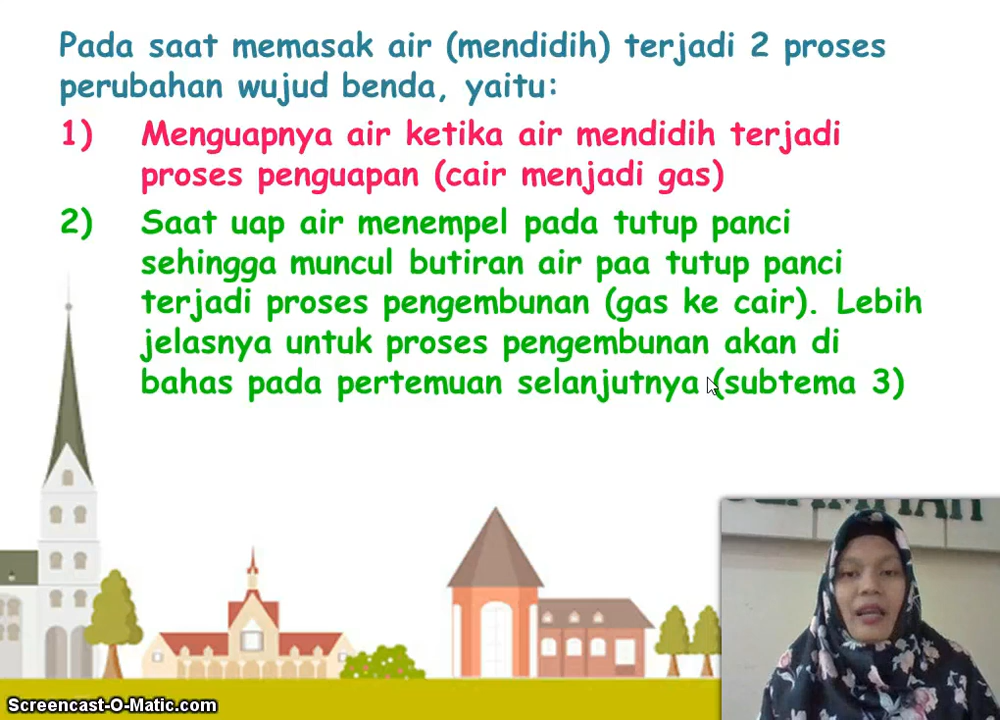 Pada saat memasak air (mendidih) terjadi 2 proses
perubahan wujud benda, yaitu:
1) Menguapnya air ketika air mendidih terjadi
proses penguapan (cair menjadi gas)
2) Saat uap air menempel pada tutup panci
sehingga muncul butiran air paa tutup panci
terjadi proses pengembunan (gas ke cair). Lebih
jelasnya untuk proses pengembunan akan di
bahas pada pertemuan selanjutnya (subtema 3)
Screencast-O-Matic.com